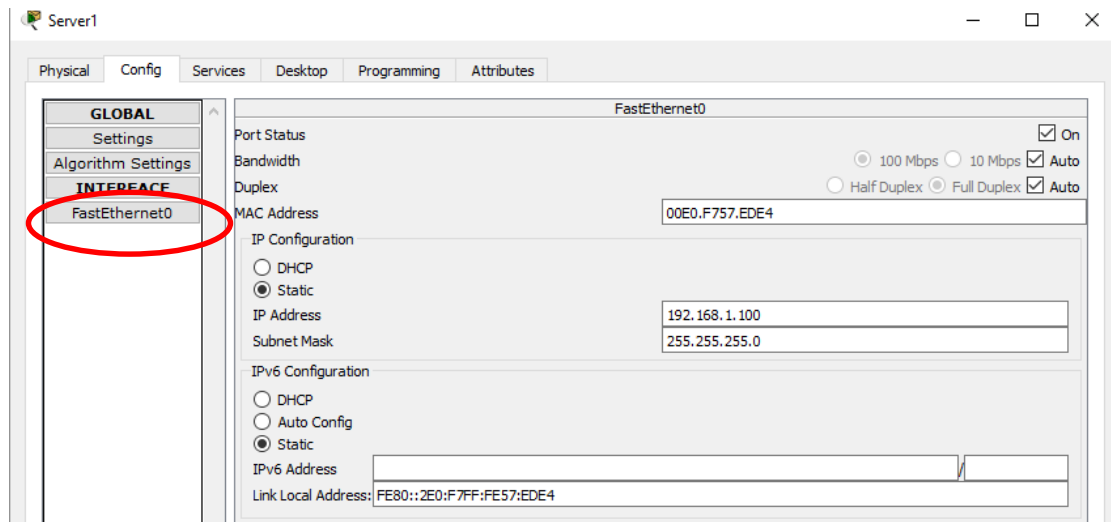 Server1
Physical Config Services Desktop Programming Attributes
GLOBAL
Settings
Algorithm Settings
INTERFACE
FastEthernet0
FastEthernet0
Port Status On
Bandwidth 100 Mbps 10 Mbps Auto
Duplex Half Duplex Full Duplex Auto
MAC Address 00E0.F757.EDE4
IP Configuration
DHCP
Static
IP Address 192.168.1.100
Subnet Mask 255.255.255.0
IPv6 Configuration
DHCP
Auto Config
Static
IPv6 Address /
Link Local Address: FE80::2E0:F7FF:FE57:EDE4